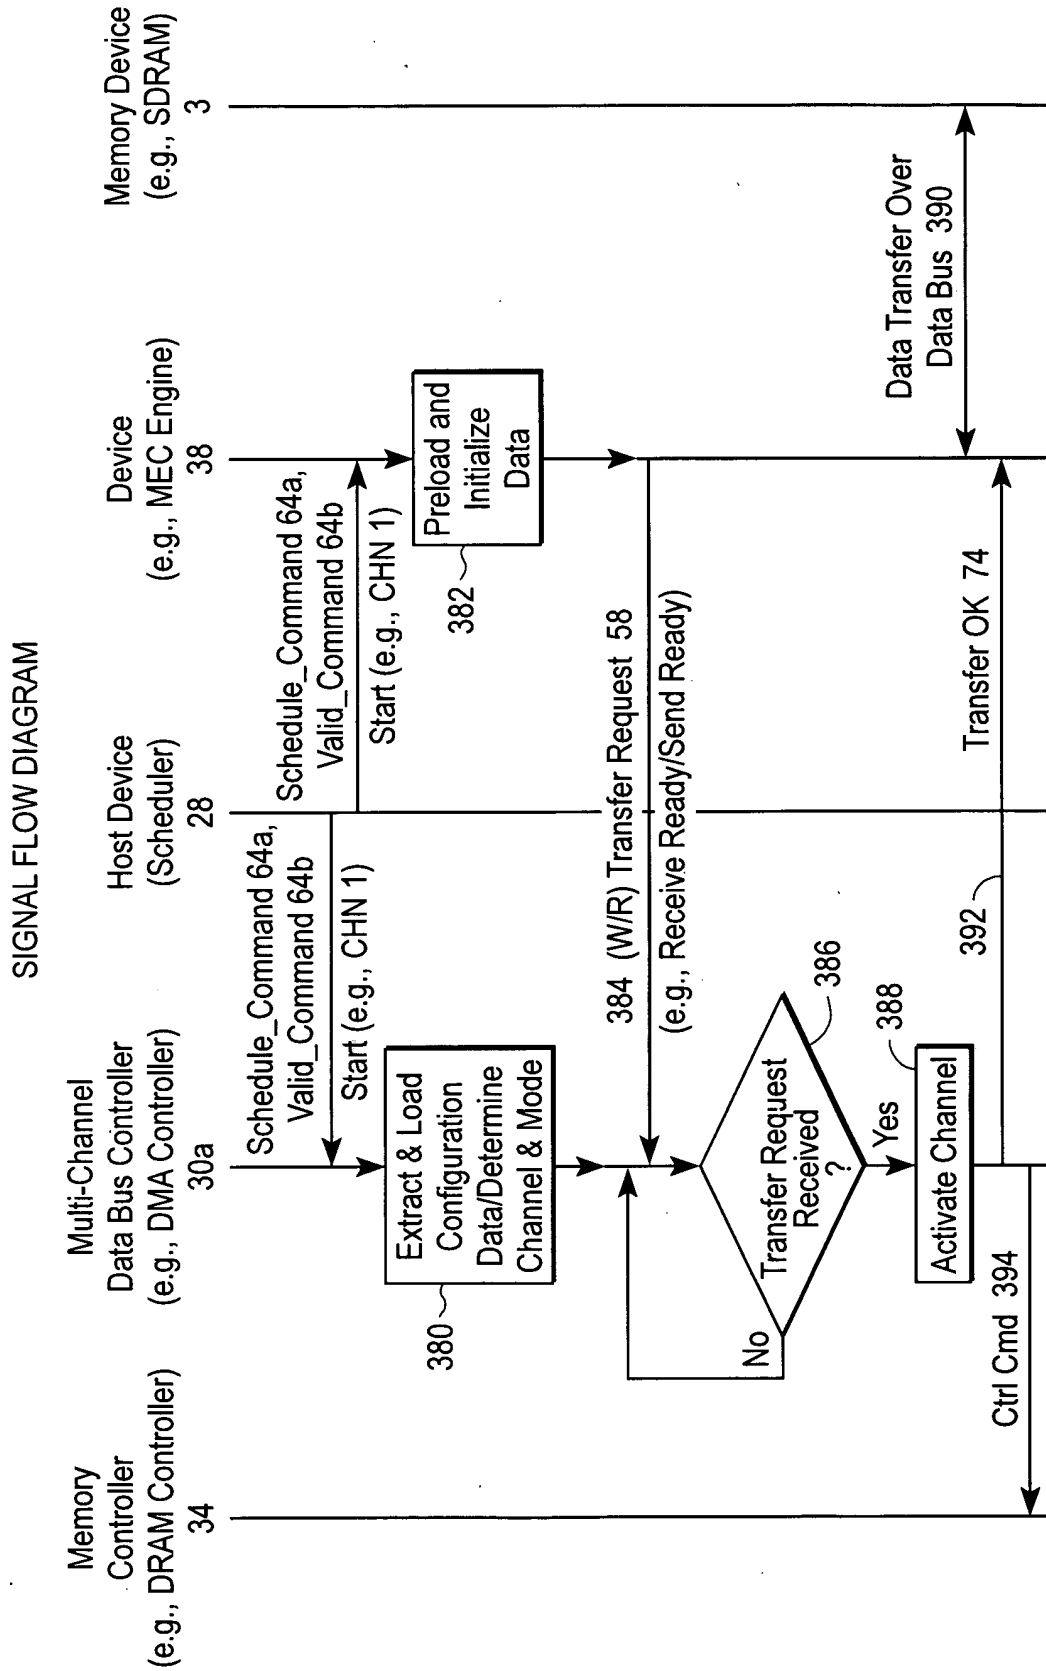 SIGNAL FLOW DIAGRAM
Memory
Controller
(e.g., DRAM Controller)
34
Multi-Channel
Data Bus Controller
(e.g., DMA Controller)
30a
Host Device
(Scheduler)
28
Device
(e.g., MEC Engine)
38
Memory Device
(e.g., SDRAM)
3
Schedule_Command 64a,
Valid_Command 64b
Start (e.g., CHN 1)
Schedule_Command 64a,
Valid_Command 64b
Start (e.g., CHN 1)
Extract & Load
Configuration
Data/Determine
Channel & Mode
380
Preload and
Initialize
Data
382
384 (W/R) Transfer Request 58
(e.g., Receive Ready/Send Ready)
Transfer Request
Received
?
386
No
Yes
Activate Channel
388
Data Transfer Over
Data Bus 390
Transfer OK 74
392
Ctrl Cmd 394